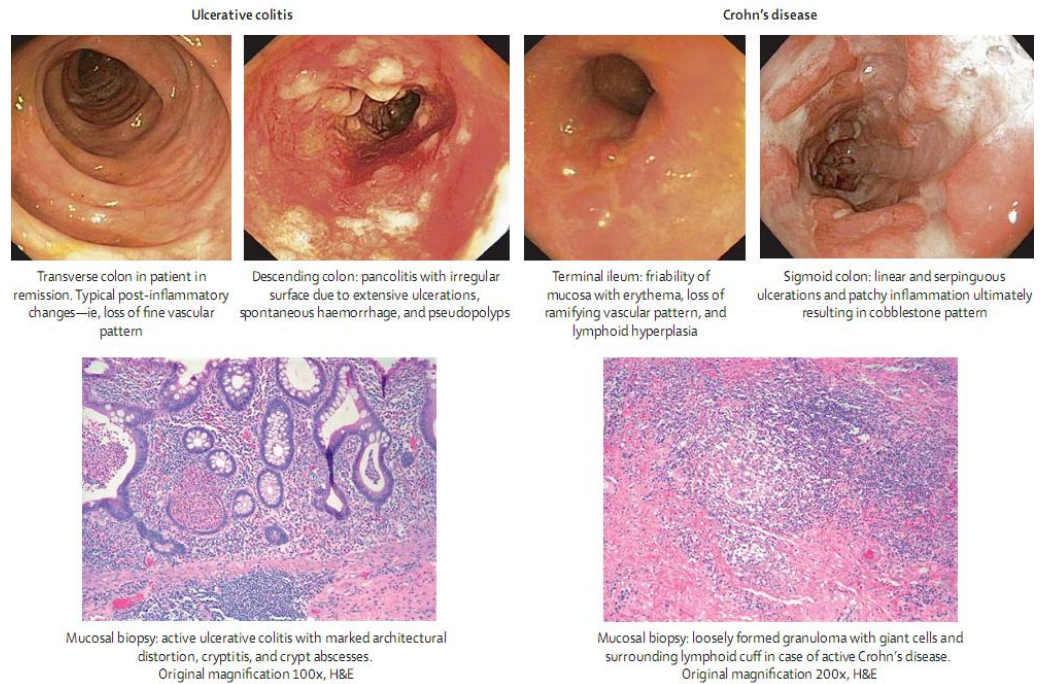 Ulcerative colitis
Crohn's disease
Transverse colon in patient in
remission. Typical post-inflammatory
changes—ie, loss of fine vascular
pattern
Descending colon: pancolitis with irregular
surface due to extensive ulcerations,
spontaneous haemorrhage, and pseudopolyps
Terminal ileum: friability of
mucosa with erythema, loss of
ramifying vascular pattern, and
lymphoid hyperplasia
Sigmoid colon: linear and serpinguous
ulcerations and patchy inflammation ultimately
resulting in cobblestone pattern
Mucosal biopsy: active ulcerative colitis with marked architectural
distortion, cryptitis, and crypt abscesses.
Original magnification 100x, H&E
Mucosal biopsy: loosely formed granuloma with giant cells and
surrounding lymphoid cuff in case of active Crohn's disease.
Original magnification 200x, H&E